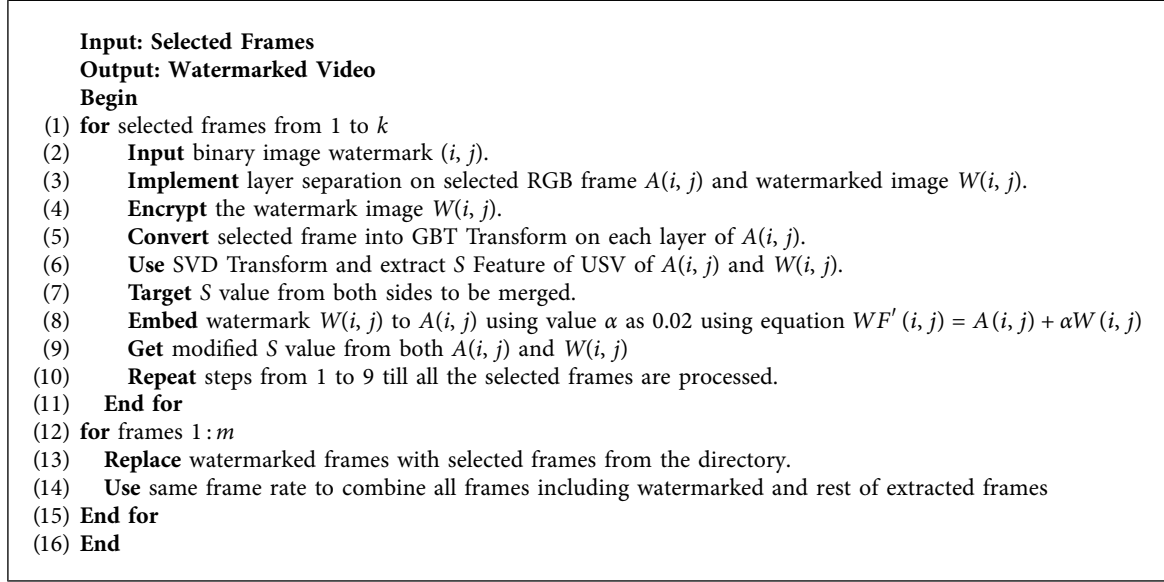 Input: Selected Frames
Output: Watermarked Video
Begin
(1) for selected frames from 1 to k
(2) Input binary image watermark (i, j).
(3) Implement layer separation on selected RGB frame A(i, j) and watermarked image W(i, j).
(4) Encrypt the watermark image W(i, j).
(5) Convert selected frame into GBT Transform on each layer of A(i, j).
(6) Use SVD Transform and extract S Feature of USV of A(i, j) and W(i, j).
(7) Target S value from both sides to be merged.
(8) Embed watermark W(i, j) to A(i, j) using value α as 0.02 using equation WF′ (i, j) = A(i, j) + αW (i, j)
(9) Get modified S value from both A(i, j) and W(i, j)
(10) Repeat steps from 1 to 9 till all the selected frames are processed.
(11) End for
(12) for frames 1 : m
(13) Replace watermarked frames with selected frames from the directory.
(14) Use same frame rate to combine all frames including watermarked and rest of extracted frames
(15) End for
(16) End